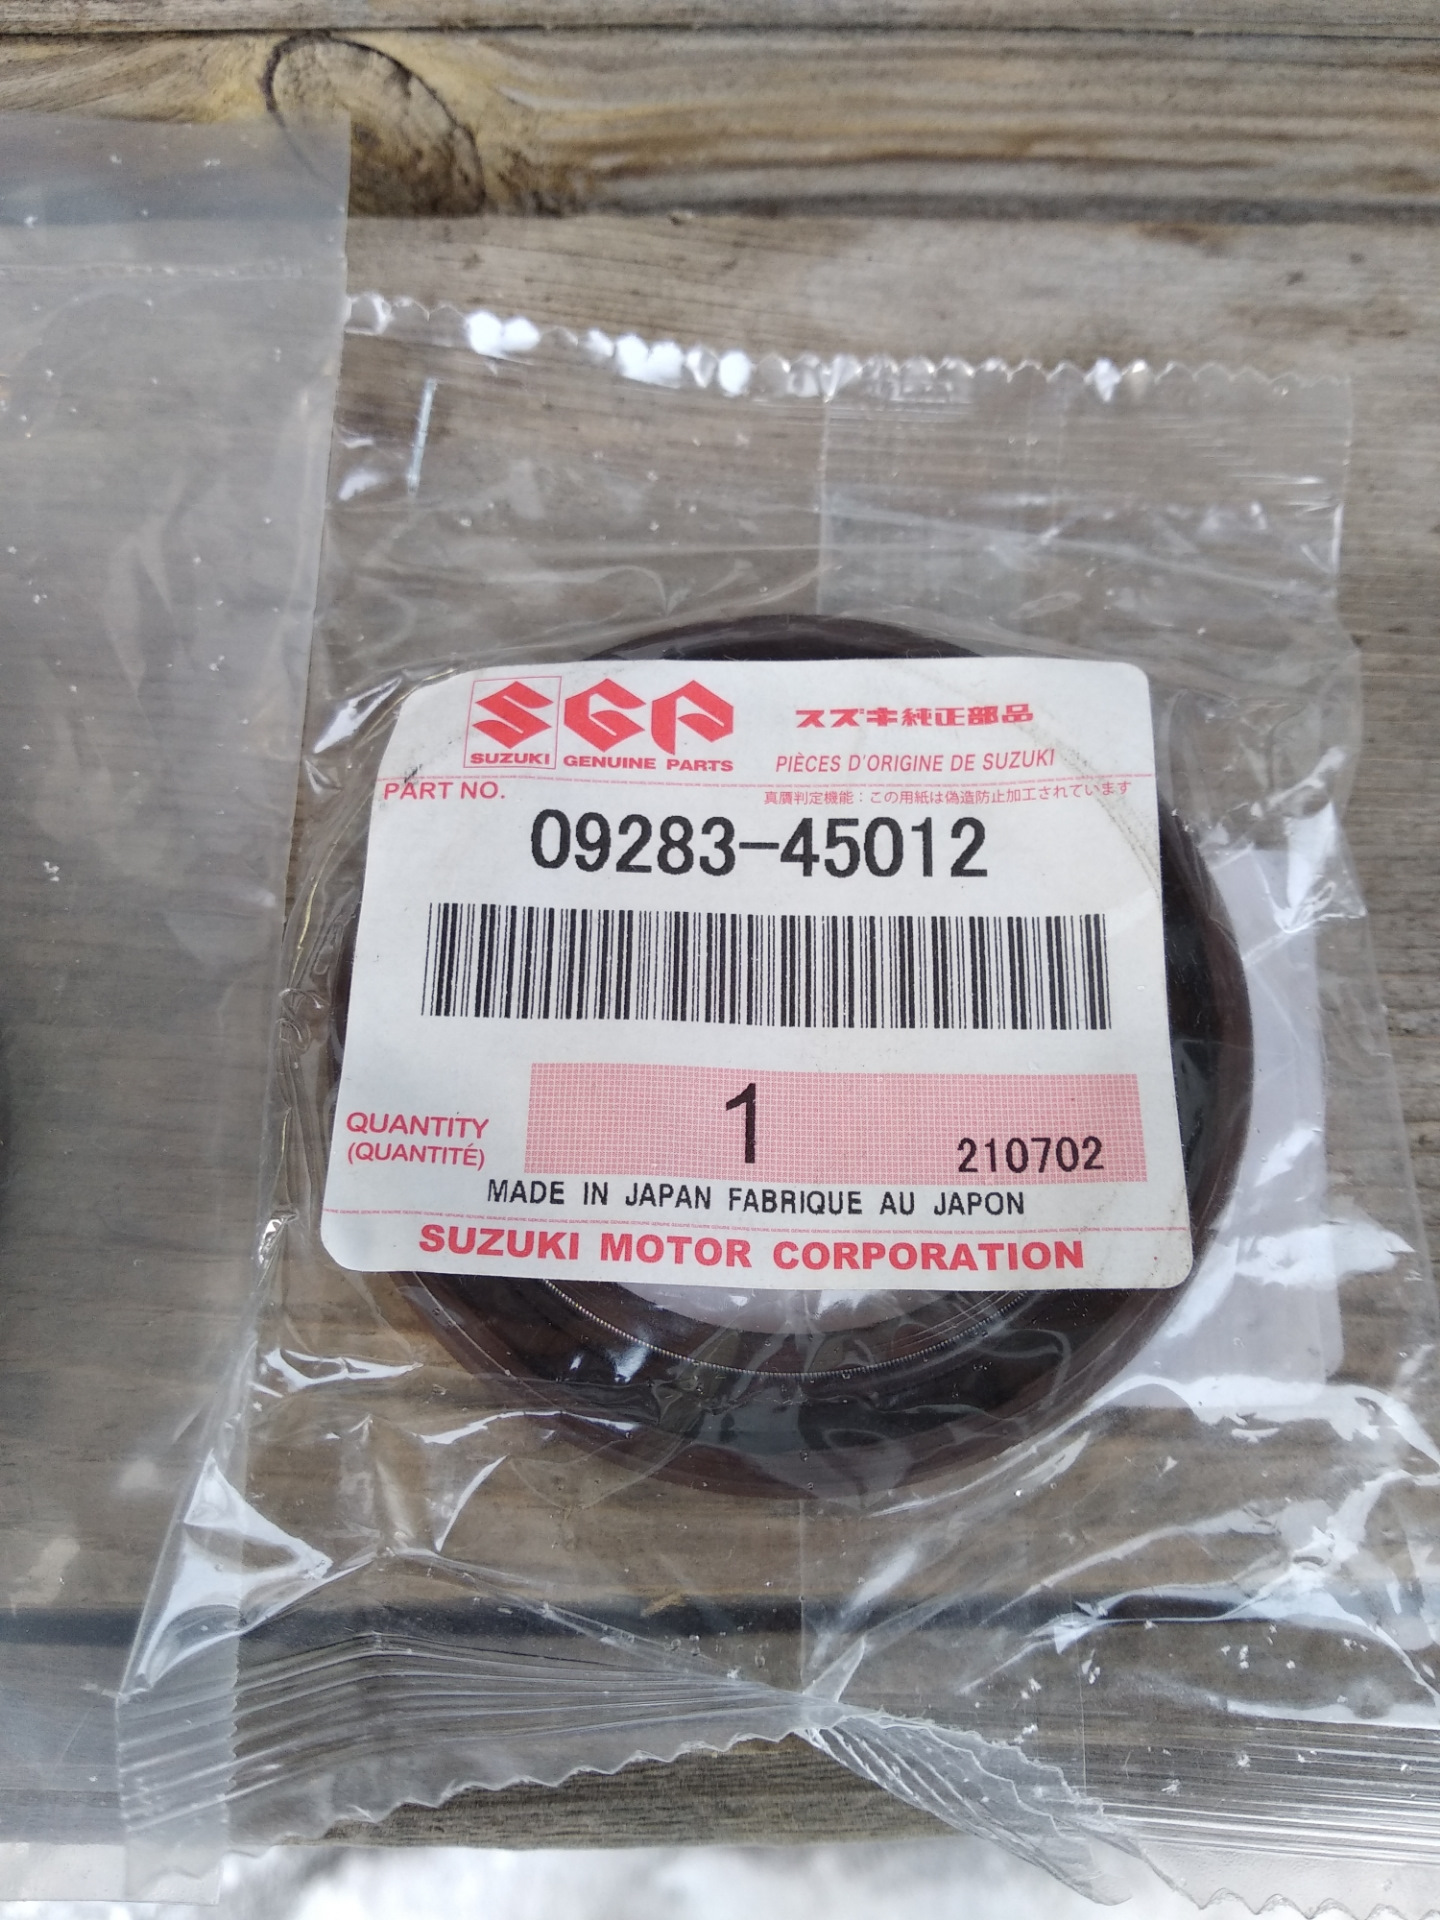 SUZUKI GENUINE PARTS
スズキ純正部品
PIÈCES D'ORIGINE DE SUZUKI
PART NO.
真贋判定機能：この用紙は偽造防止加工されています
09283-45012
QUANTITY
(QUANTITÉ)
1
210702
MADE IN JAPAN FABRIQUE AU JAPON
SUZUKI MOTOR CORPORATION